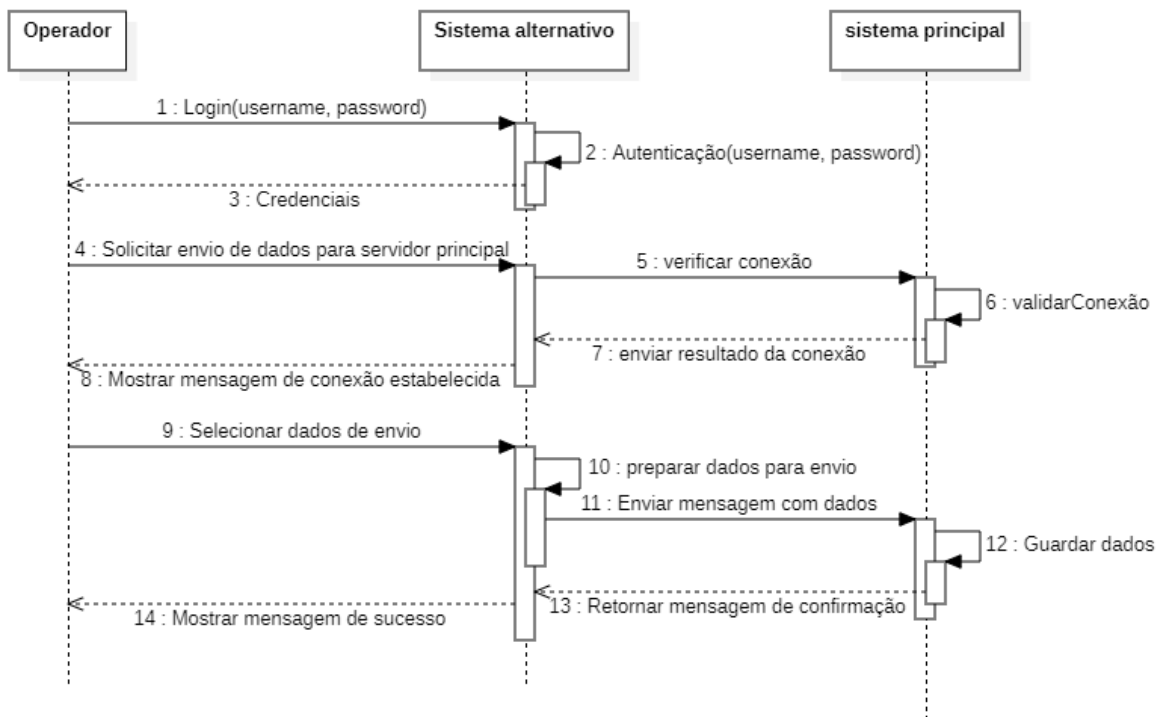 Operador
Sistema alternativo
sistema principal
1 : Login(username, password)
2 : Autenticação(username, password)
3 : Credenciais
4 : Solicitar envio de dados para servidor principal
5 : verificar conexão
6 : validarConexão
7 : enviar resultado da conexão
8 : Mostrar mensagem de conexão estabelecida
9 : Selecionar dados de envio
10 : preparar dados para envio
11 : Enviar mensagem com dados
12 : Guardar dados
13 : Retornar mensagem de confirmação
14 : Mostrar mensagem de sucesso